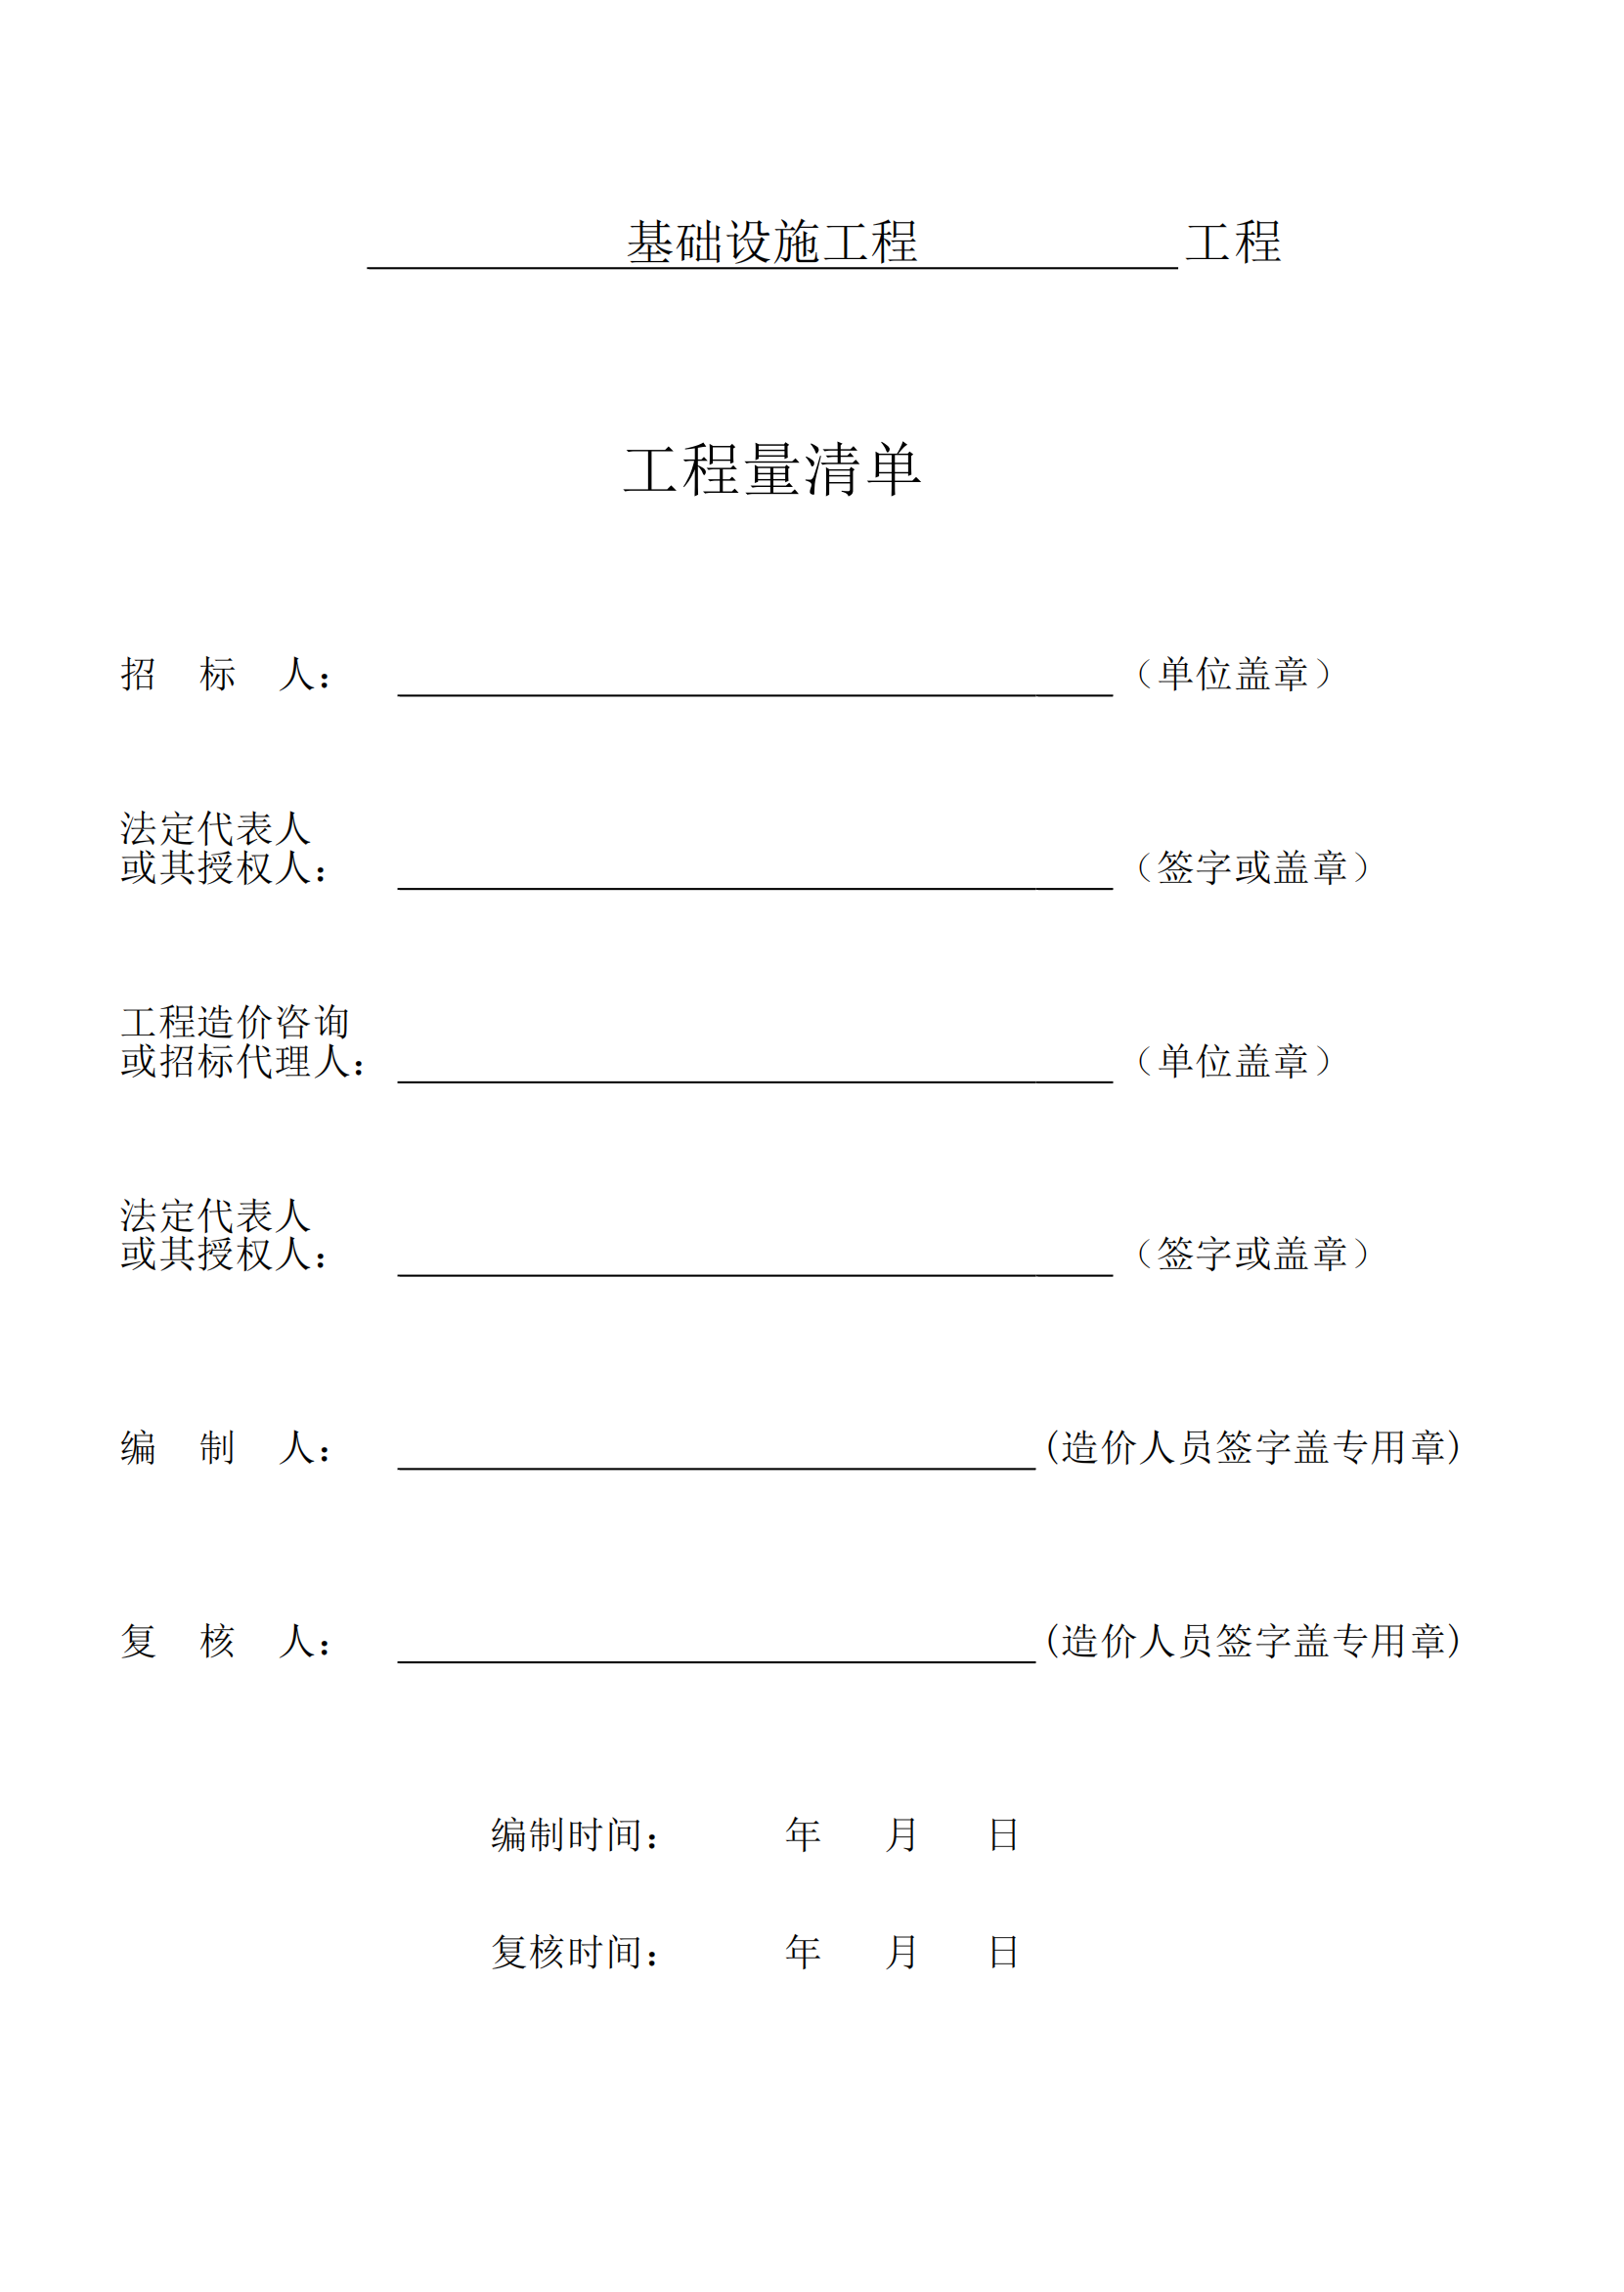 基础设施工程 工程
工程量清单
招 标 人： （单位盖章）
法定代表人
或其授权人： （签字或盖章）
工程造价咨询
或招标代理人： （单位盖章）
法定代表人
或其授权人： （签字或盖章）
编 制 人： (造价人员签字盖专用章)
复 核 人： (造价人员签字盖专用章)
编制时间： 年 月 日
复核时间： 年 月 日